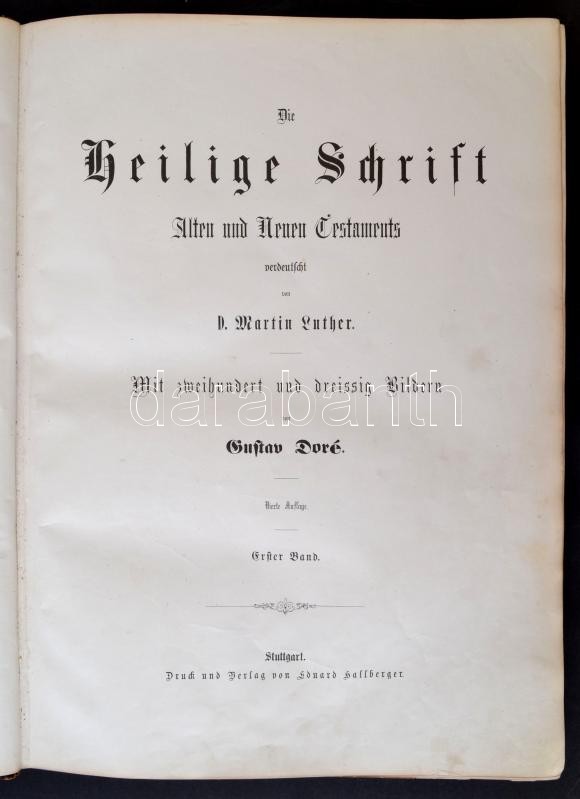 Die
Heilige Schrift
Alten und Neuen Testaments
verdeutscht
von
D. Martin Luther.
Mit zweihundert und dreissig Bildern
darabanth
von
Gustav Doré.
Vierte Auflage.
Erster Band.
Stuttgart.
Druck und Verlag von Eduard Hallberger.